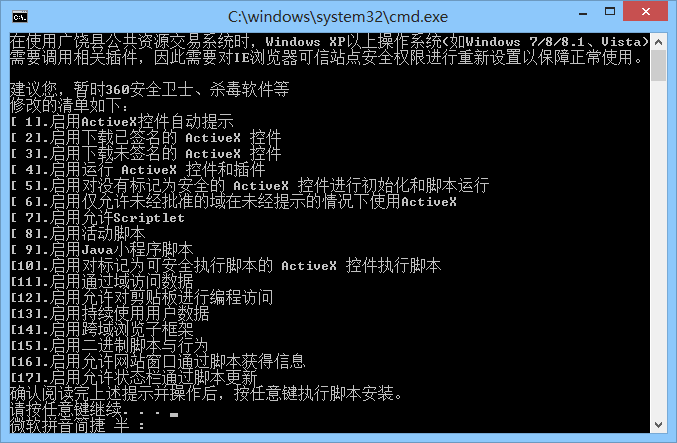 C:\windows\system32\cmd.exe
在使用广饶县公共资源交易系统时，Windows XP以上操作系统(如Windows 7/8/8.1、Vista)
需要调用相关插件，因此需要对IE浏览器可信站点安全权限进行重新设置以保障正常使用。
建议您，暂时360安全卫士、杀毒软件等
修改的清单如下：
[ 1].启用ActiveX控件自动提示
[ 2].启用下载已签名的 ActiveX 控件
[ 3].启用下载未签名的 ActiveX 控件
[ 4].启用运行 ActiveX 控件和插件
[ 5].启用对没有标记为安全的 ActiveX 控件进行初始化和脚本运行
[ 6].启用仅允许未经批准的域在未经提示的情况下使用ActiveX
[ 7].启用允许Scriptlet
[ 8].启用活动脚本
[ 9].启用Java小程序脚本
[10].启用对标记为可安全执行脚本的 ActiveX 控件执行脚本
[11].启用通过域访问数据
[12].启用允许对剪贴板进行编程访问
[13].启用持续使用用户数据
[14].启用跨域浏览子框架
[15].启用二进制脚本与行为
[16].启用允许网站窗口通过脚本获得信息
[17].启用允许状态栏通过脚本更新
确认阅读完上述提示并操作后，按任意键执行脚本安装。
请按任意键继续. . .
微软拼音简捷 半 ：